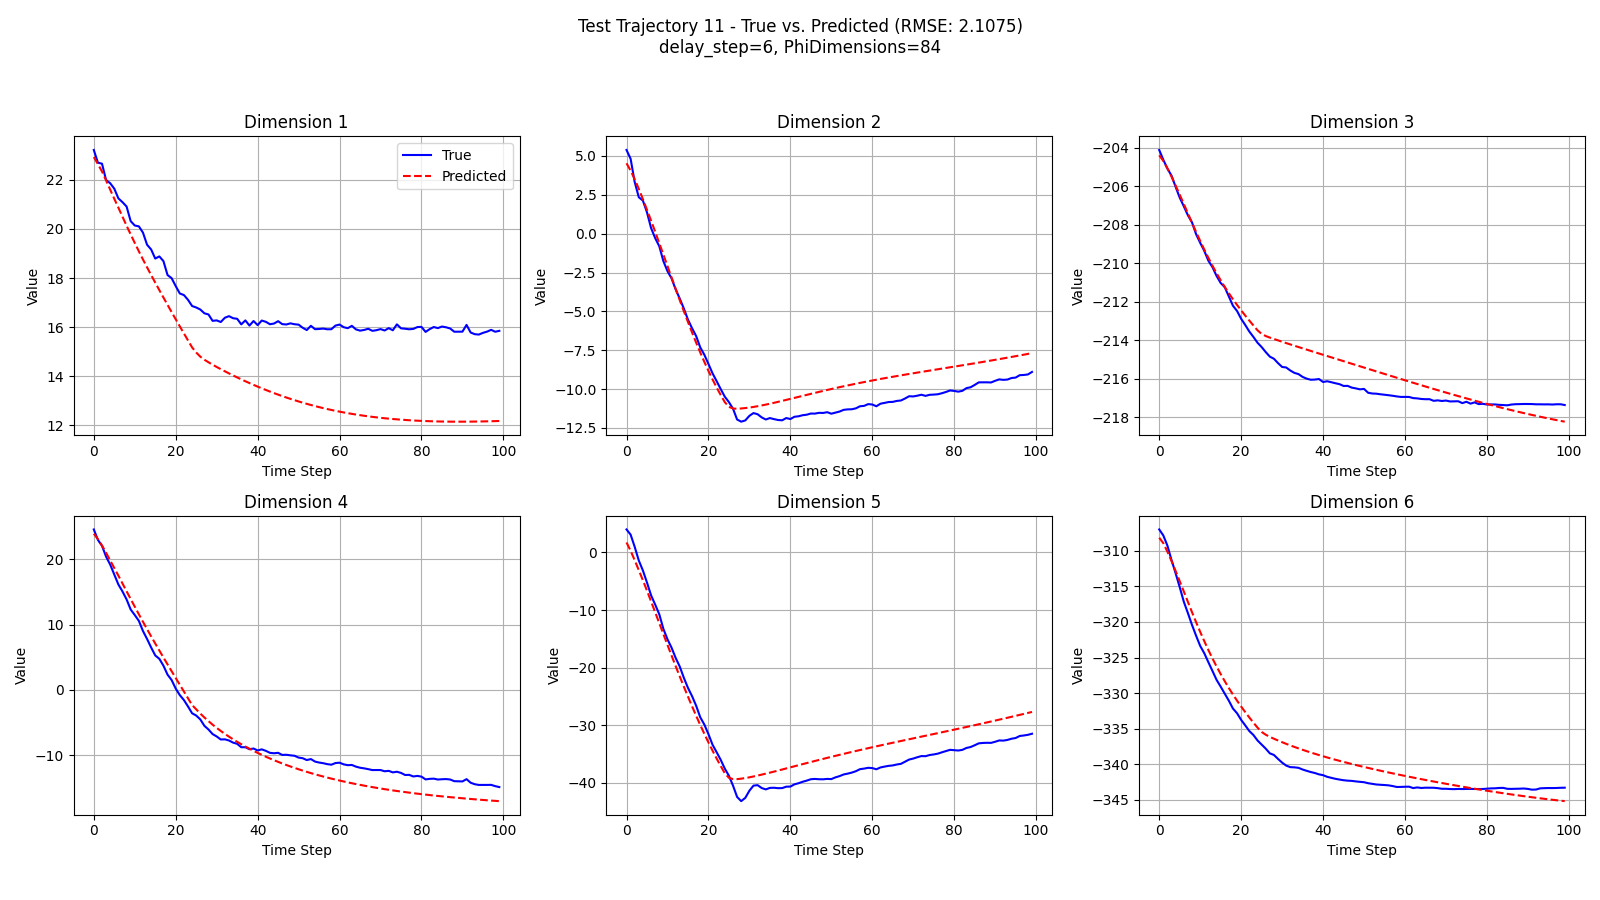 Test Trajectory 11 - True vs. Predicted (RMSE: 2.1075)
delay_step=6, PhiDimensions=84
Dimension 1
True
Predicted
22
20
18
16
14
12
Value
0 20 40 60 80 100
Time Step
Dimension 2
5.0
2.5
0.0
−2.5
−5.0
−7.5
−10.0
−12.5
Value
0 20 40 60 80 100
Time Step
Dimension 3
−204
−206
−208
−210
−212
−214
−216
−218
Value
0 20 40 60 80 100
Time Step
Dimension 4
20
10
0
−10
Value
0 20 40 60 80 100
Time Step
Dimension 5
0
−10
−20
−30
−40
Value
0 20 40 60 80 100
Time Step
Dimension 6
−310
−315
−320
−325
−330
−335
−340
−345
Value
0 20 40 60 80 100
Time Step